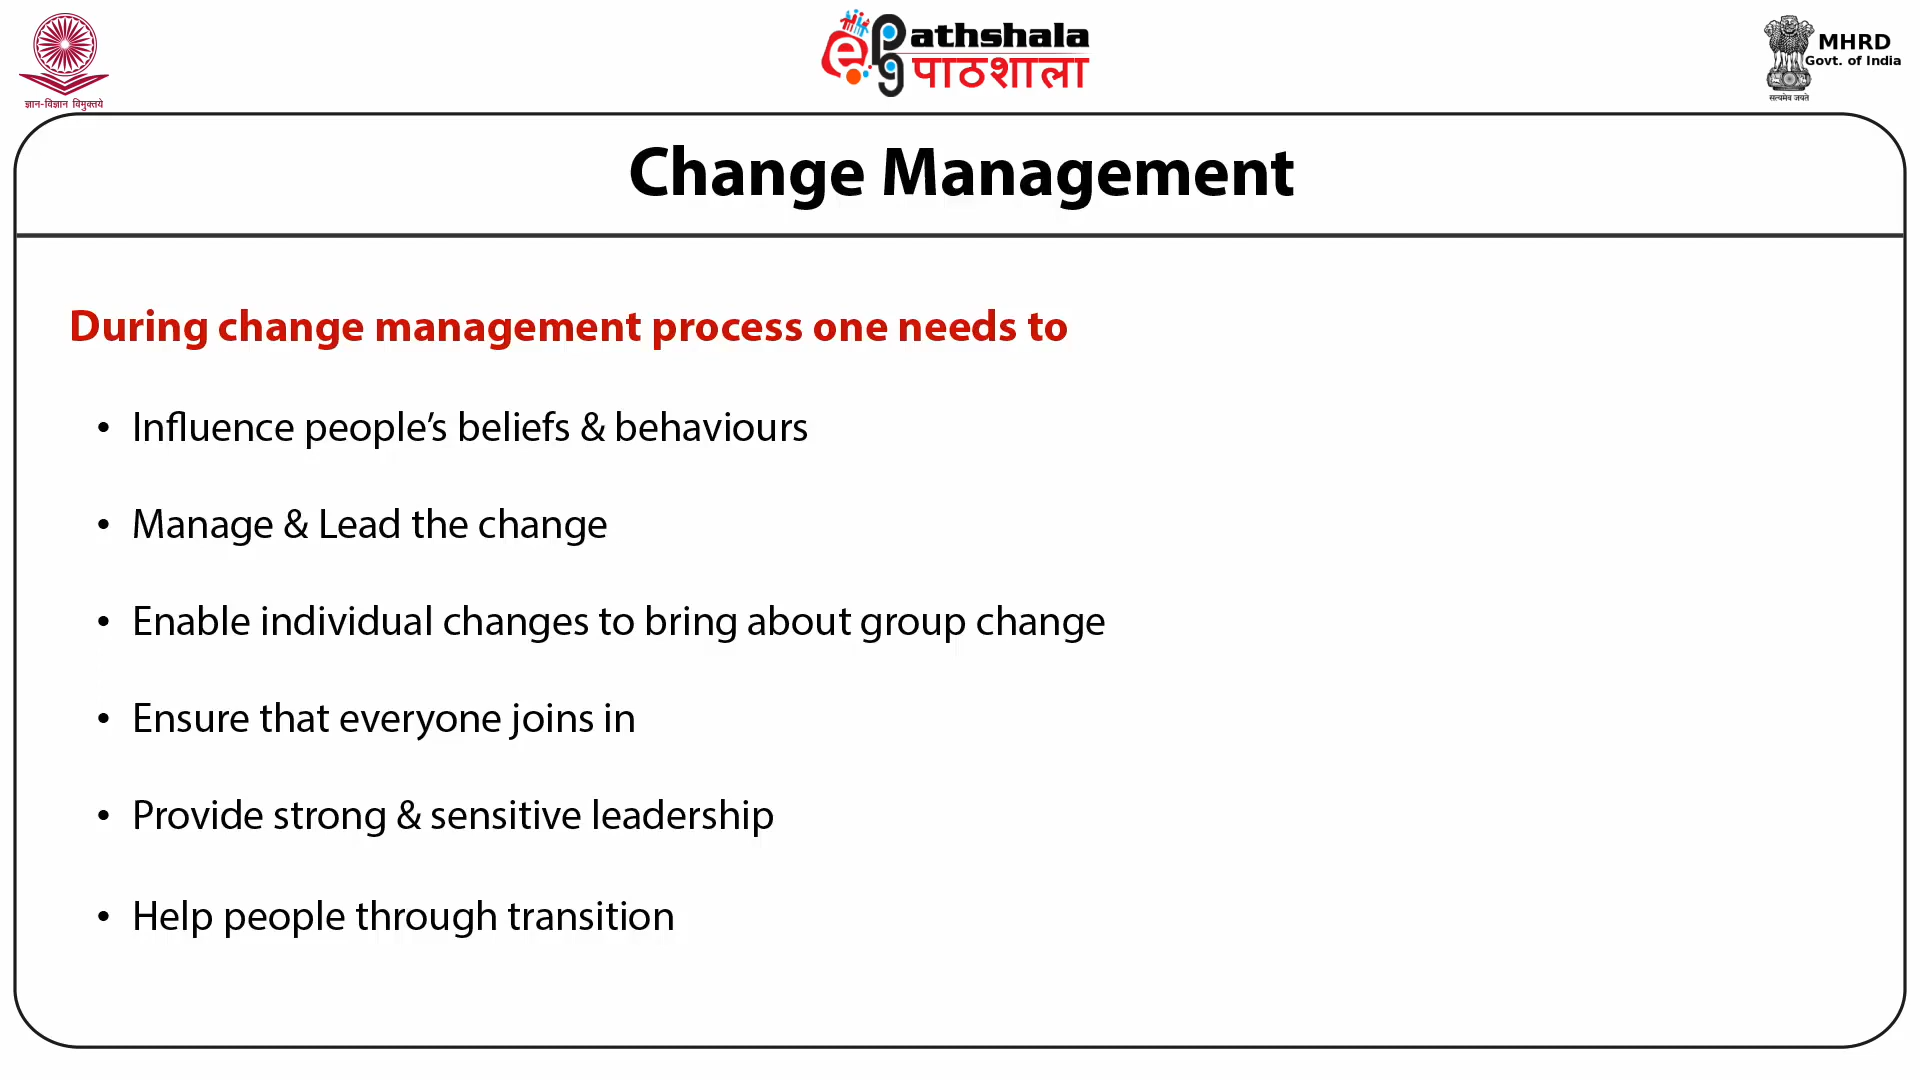 ज्ञान-विज्ञान विमुक्तये
ePathshala
पाठशाला
MHRD
Govt. of India
सत्यमेव जयते
Change Management
During change management process one needs to
• Influence people’s beliefs & behaviours
• Manage & Lead the change
• Enable individual changes to bring about group change
• Ensure that everyone joins in
• Provide strong & sensitive leadership
• Help people through transition